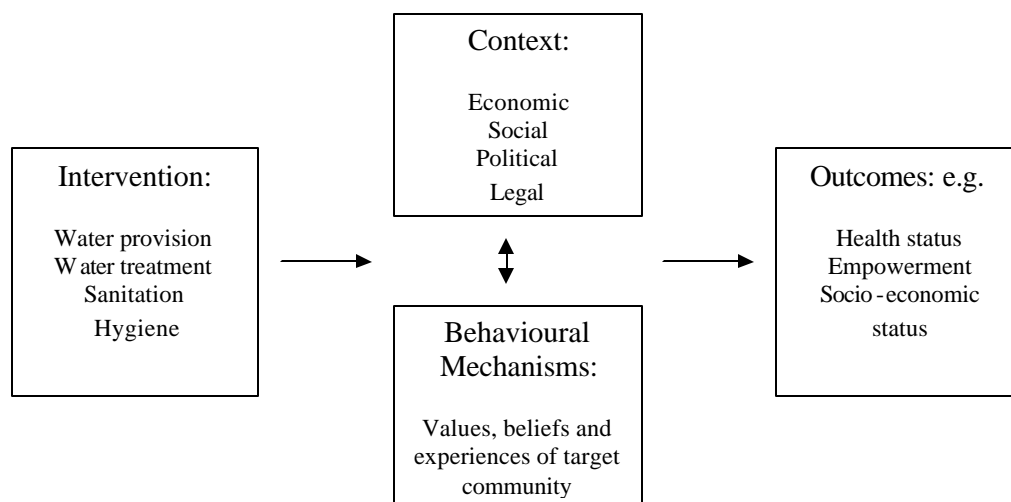 Intervention:
Water provision
Water treatment
Sanitation
Hygiene
Context:
Economic
Social
Political
Legal
Behavioural
Mechanisms:
Values, beliefs and
experiences of target
community
Outcomes: e.g.
Health status
Empowerment
Socio-economic
status